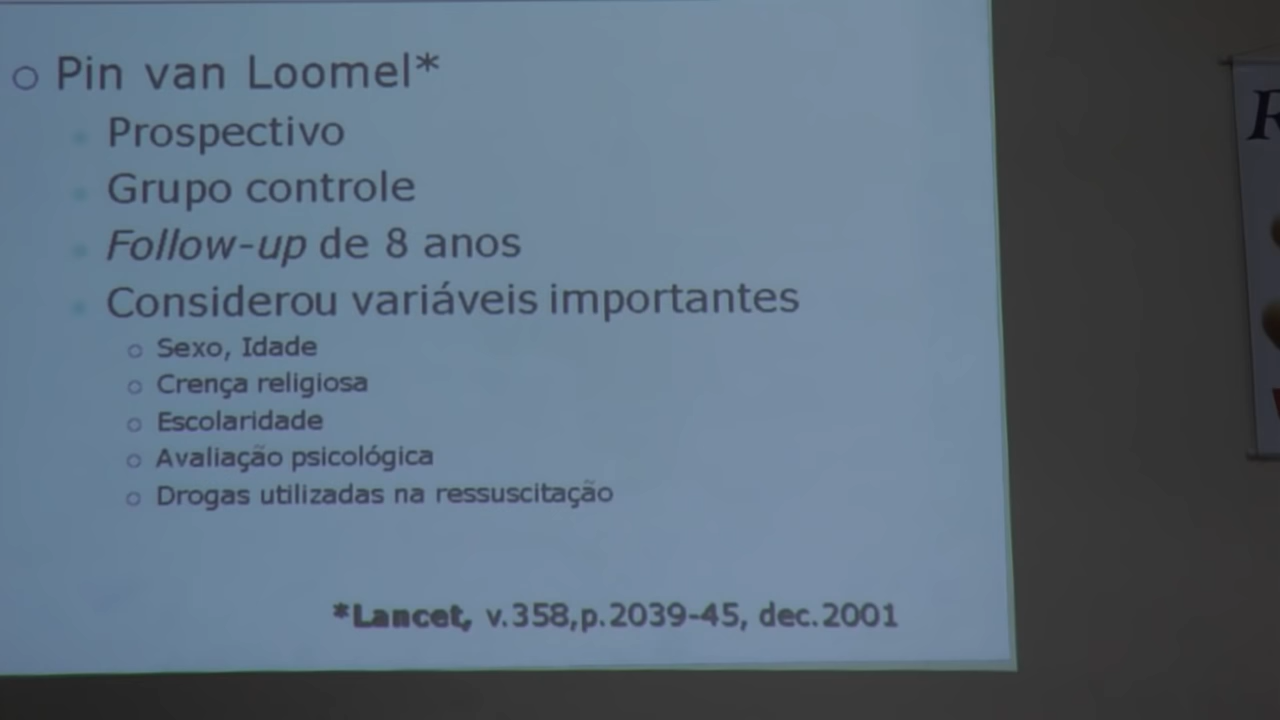 Pin van Loomel*
Prospectivo
Grupo controle
Follow-up de 8 anos
Considerou variáveis importantes
Sexo, Idade
Crença religiosa
Escolaridade
Avaliação psicológica
Drogas utilizadas na ressuscitação
*Lancet, v.358,p.2039-45, dec.2001
R